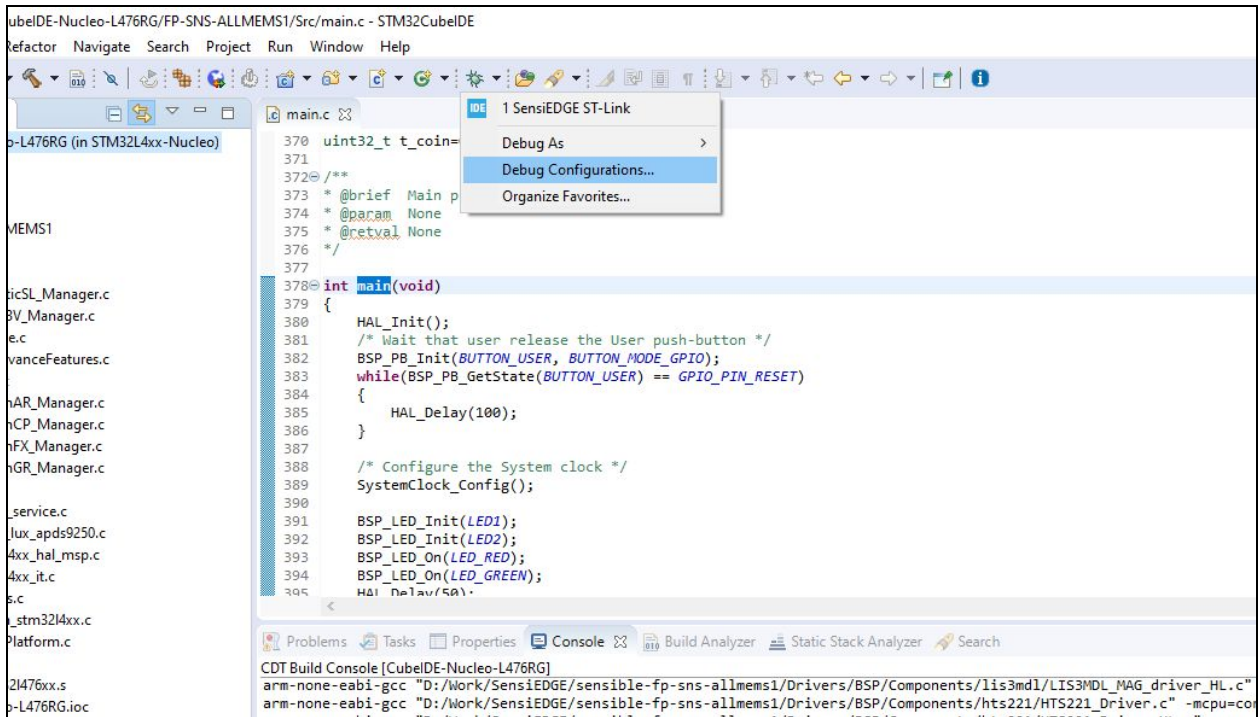 ubeIDE-Nucleo-L476RG/FP-SNS-ALLMEMS1/Src/main.c - STM32CubeIDE
Refactor Navigate Search Project Run Window Help
main.c
1 SensiEDGE ST-Link
Debug As
Debug Configurations...
Organize Favorites...
o-L476RG (in STM32L4xx-Nucleo)
MEMS1
ticSL_Manager.c
BV_Manager.c
e.c
vanceFeatures.c
nAR_Manager.c
nCP_Manager.c
nFX_Manager.c
nGR_Manager.c
_service.c
_lux_apds9250.c
4xx_hal_msp.c
4xx_it.c
s.c
_stm32l4xx.c
Platform.c
2l476xx.s
o-L476RG.ioc
370 uint32_t t_coin=
371
372 /**
373 * @brief Main p
374 * @param None
375 * @retval None
376 */
377
378 int main(void)
379 {
380 HAL_Init();
381 /* Wait that user release the User push-button */
382 BSP_PB_Init(BUTTON_USER, BUTTON_MODE_GPIO);
383 while(BSP_PB_GetState(BUTTON_USER) == GPIO_PIN_RESET)
384 {
385 HAL_Delay(100);
386 }
387
388 /* Configure the System clock */
389 SystemClock_Config();
390
391 BSP_LED_Init(LED1);
392 BSP_LED_Init(LED2);
393 BSP_LED_On(LED_RED);
394 BSP_LED_On(LED_GREEN);
395 HAL_Delay(50);
Problems Tasks Properties Console Build Analyzer Static Stack Analyzer Search
CDT Build Console [CubeIDE-Nucleo-L476RG]
arm-none-eabi-gcc "D:/Work/SensiEDGE/sensible-fp-sns-allmems1/Drivers/BSP/Components/lis3mdl/LIS3MDL_MAG_driver_HL.c"
arm-none-eabi-gcc "D:/Work/SensiEDGE/sensible-fp-sns-allmems1/Drivers/BSP/Components/hts221/HTS221_Driver.c" -mcpu=co